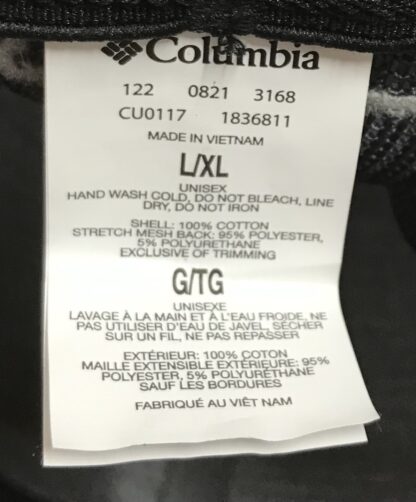 Columbia
122 0821 3168
CU0117 1836811
MADE IN VIETNAM
L/XL
UNISEX
HAND WASH COLD, DO NOT BLEACH, LINE
DRY, DO NOT IRON
SHELL: 100% COTTON
STRETCH MESH BACK: 95% POLYESTER,
5% POLYURETHANE
EXCLUSIVE OF TRIMMING
G/TG
UNISEXE
LAVAGE À LA MAIN ET À L'EAU FROIDE, NE
PAS UTILISER D'EAU DE JAVEL, SÉCHER
SUR UN FIL, NE PAS REPASSER
EXTÉRIEUR: 100% COTON
MAILLE EXTENSIBLE EXTÉRIEURE: 95%
POLYESTER, 5% POLYURÉTHANE
SAUF LES BORDURES
FABRIQUÉ AU VIÊT NAM